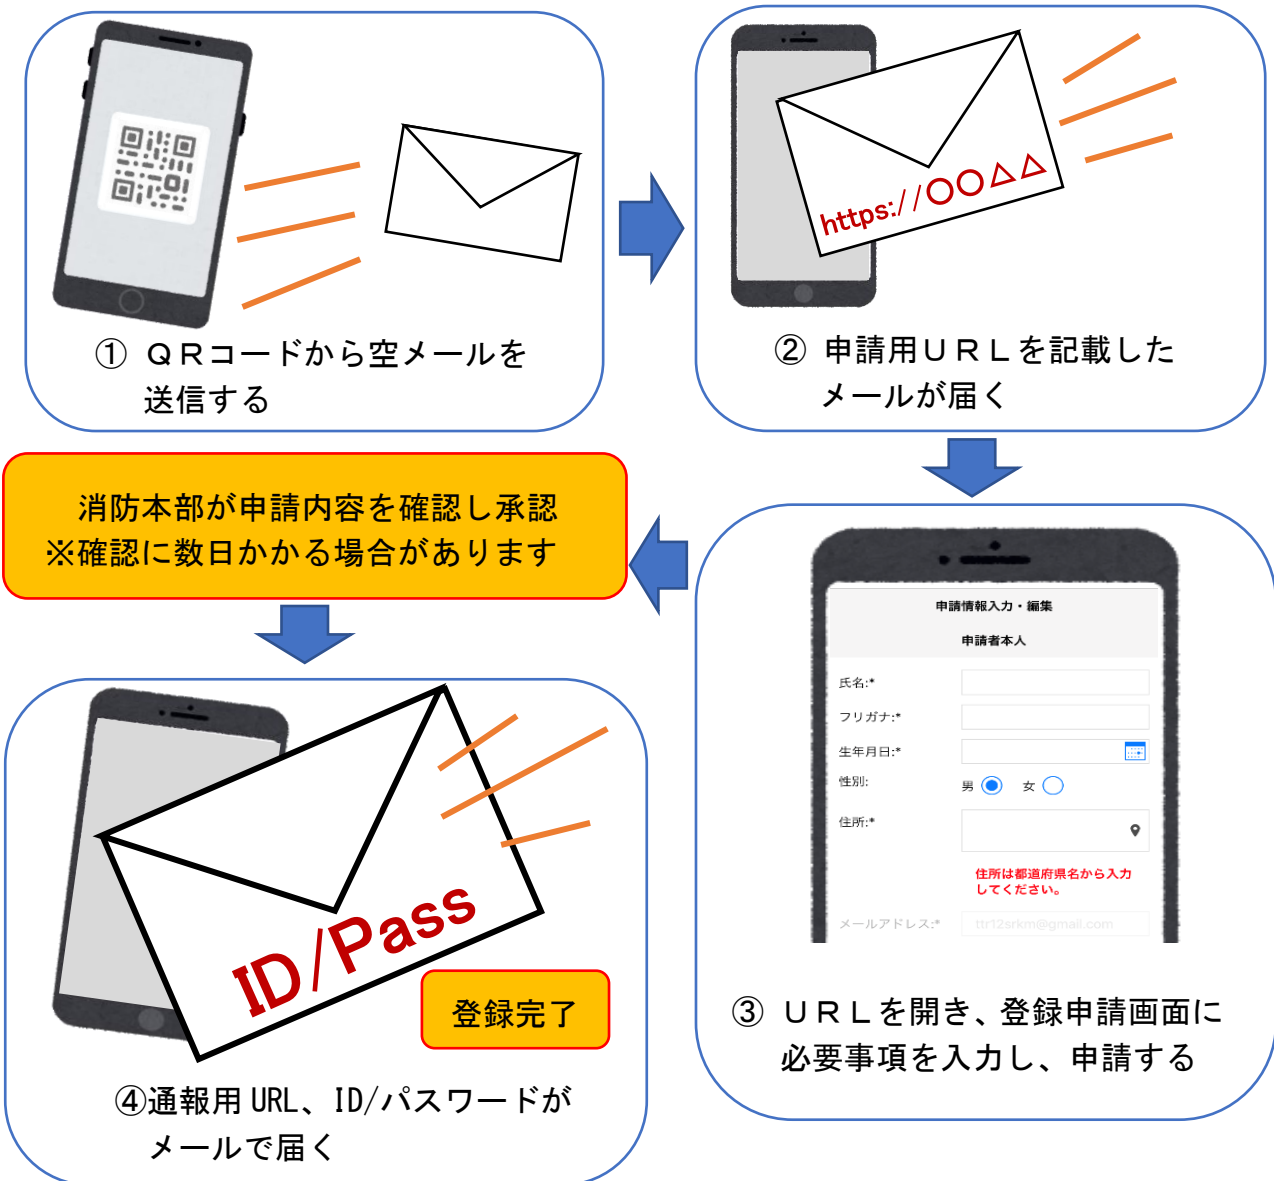 ① ＱＲコードから空メールを
送信する
https://〇〇△△
② 申請用ＵＲＬを記載した
メールが届く
申請情報入力・編集
申請者本人
氏名:*
フリガナ:*
生年月日:*
性別:
男 女
住所:*
住所は都道府県名から入力
してください。
メールアドレス:* ttr12srkm@gmail.com
③ ＵＲＬを開き、登録申請画面に
必要事項を入力し、申請する
消防本部が申請内容を確認し承認
※確認に数日かかる場合があります
ID/Pass
登録完了
④通報用 URL、ID/パスワードが
メールで届く